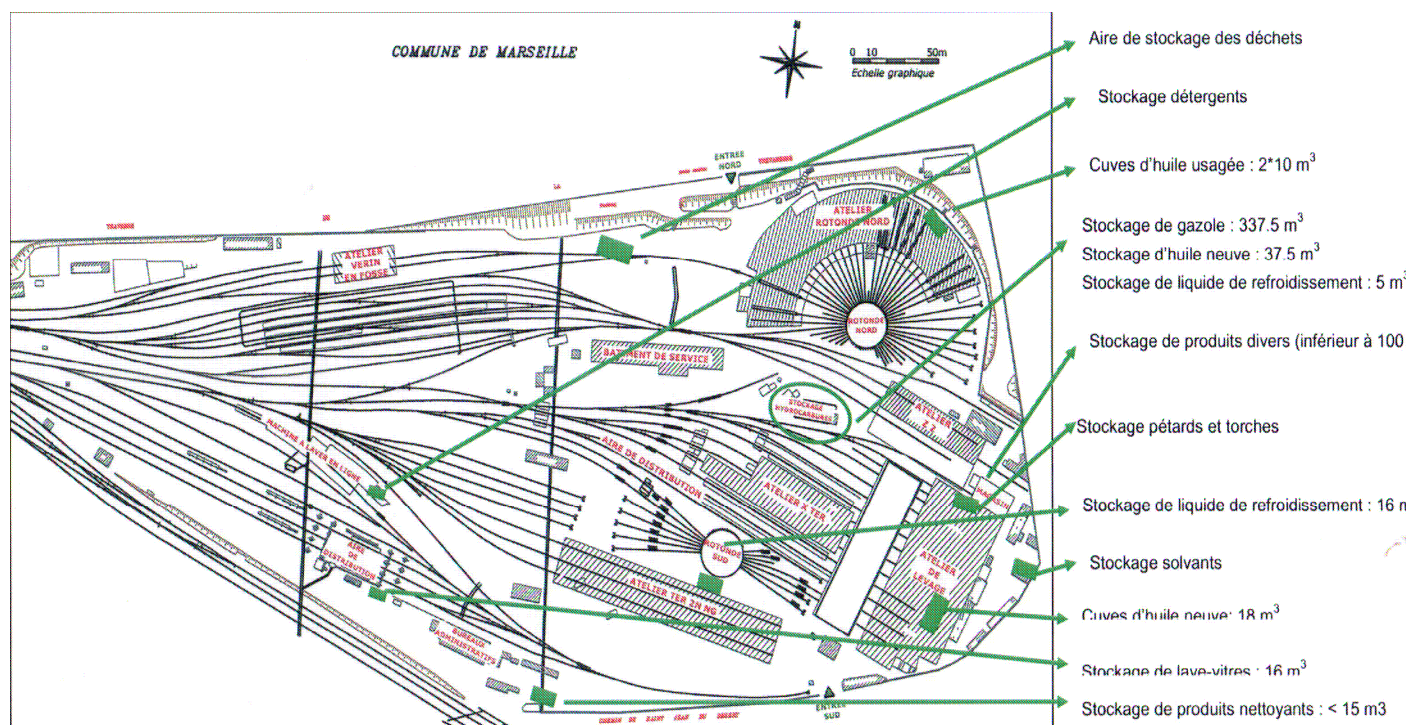 COMMUNE DE MARSEILLE
N
0 10 50m
Echelle graphique
Aire de stockage des déchets
Stockage détergents
Cuves d'huile usagée : 2*10 m³
Stockage de gazole : 337.5 m³
Stockage d'huile neuve : 37.5 m³
Stockage de liquide de refroidissement : 5 m³
Stockage de produits divers (inférieur à 100
Stockage pétards et torches
Stockage de liquide de refroidissement : 16 m
Stockage solvants
Cuves d'huile neuve: 18 m³
Stockage de lave-vitres : 16 m³
Stockage de produits nettoyants : < 15 m3
ENTREE
NORD
ATELIER
ROTONDE NORD
ATELIER
VERIN
EN FOSSE
ROTONDE
NORD
BATIMENT DE SERVICE
STOCKAGE
HYDROCARBURES
ATELIER
Z 2
MACHINE A LAVER EN LIGNE
AIRE DE DISTRIBUTION
ATELIER X TER
MAGASIN
ROTONDE
SUD
AIRE
DE
DISTRIBUTION
ATELIER
DE
LEVAGE
ATELIER TER 2N NG
BUREAUX
ADMINISTRATIFS
ENTREE
SUD